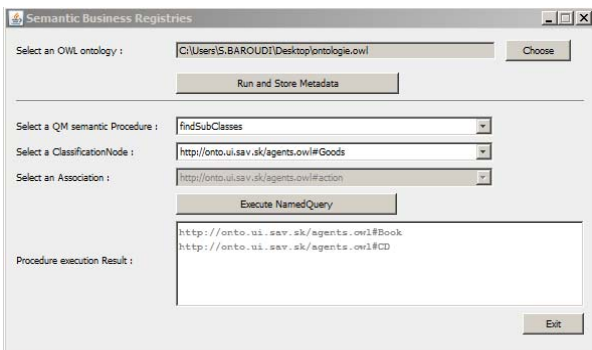 Semantic Business Registries
Select an OWL ontology : C:\Users\S.BAROUDI\Desktop\ontologie.owl Choose
Run and Store Metadata
Select a QM semantic Procedure : findSubClasses
Select a ClassificationNode : http://onto.ui.sav.sk/agents.owl#Goods
Select an Association : http://onto.ui.sav.sk/agents.owl#action
Execute NamedQuery
http://onto.ui.sav.sk/agents.owl#Book
http://onto.ui.sav.sk/agents.owl#CD
Procedure execution Result :
Exit